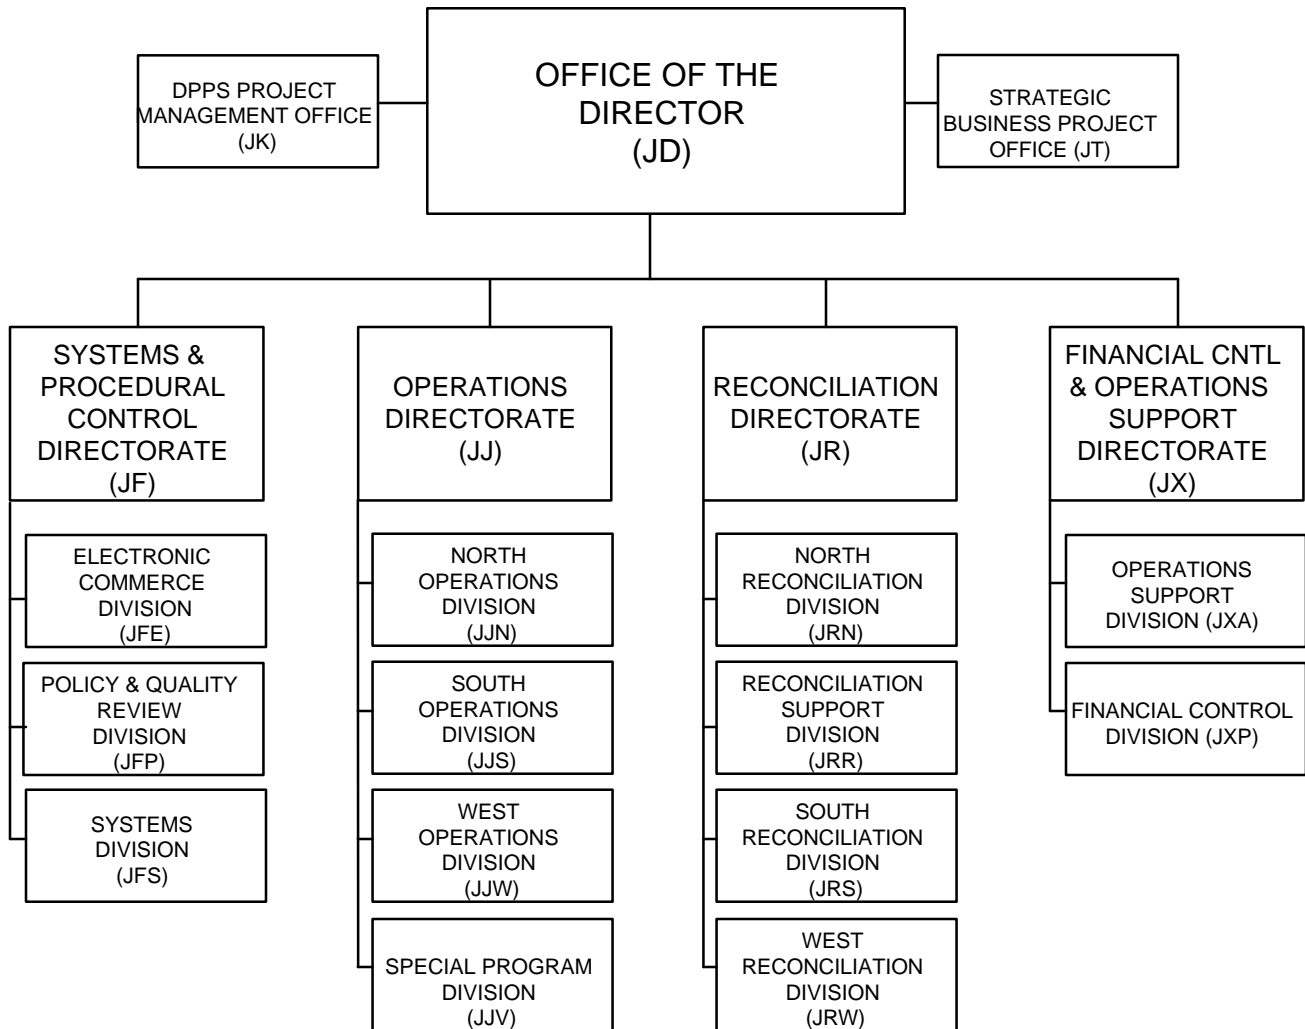 OFFICE OF THE
DIRECTOR
(JD)
DPPS PROJECT
MANAGEMENT OFFICE
(JK)
STRATEGIC
BUSINESS PROJECT
OFFICE (JT)
SYSTEMS &
PROCEDURAL
CONTROL
DIRECTORATE
(JF)
OPERATIONS
DIRECTORATE
(JJ)
RECONCILIATION
DIRECTORATE
(JR)
FINANCIAL CNTL
& OPERATIONS
SUPPORT
DIRECTORATE
(JX)
ELECTRONIC
COMMERCE
DIVISION
(JFE)
POLICY & QUALITY
REVIEW
DIVISION
(JFP)
SYSTEMS
DIVISION
(JFS)
NORTH
OPERATIONS
DIVISION
(JJN)
SOUTH
OPERATIONS
DIVISION
(JJS)
WEST
OPERATIONS
DIVISION
(JJW)
SPECIAL PROGRAM
DIVISION
(JJV)
NORTH
RECONCILIATION
DIVISION
(JRN)
RECONCILIATION
SUPPORT
DIVISION
(JRR)
SOUTH
RECONCILIATION
DIVISION
(JRS)
WEST
RECONCILIATION
DIVISION
(JRW)
OPERATIONS
SUPPORT
DIVISION (JXA)
FINANCIAL CONTROL
DIVISION (JXP)